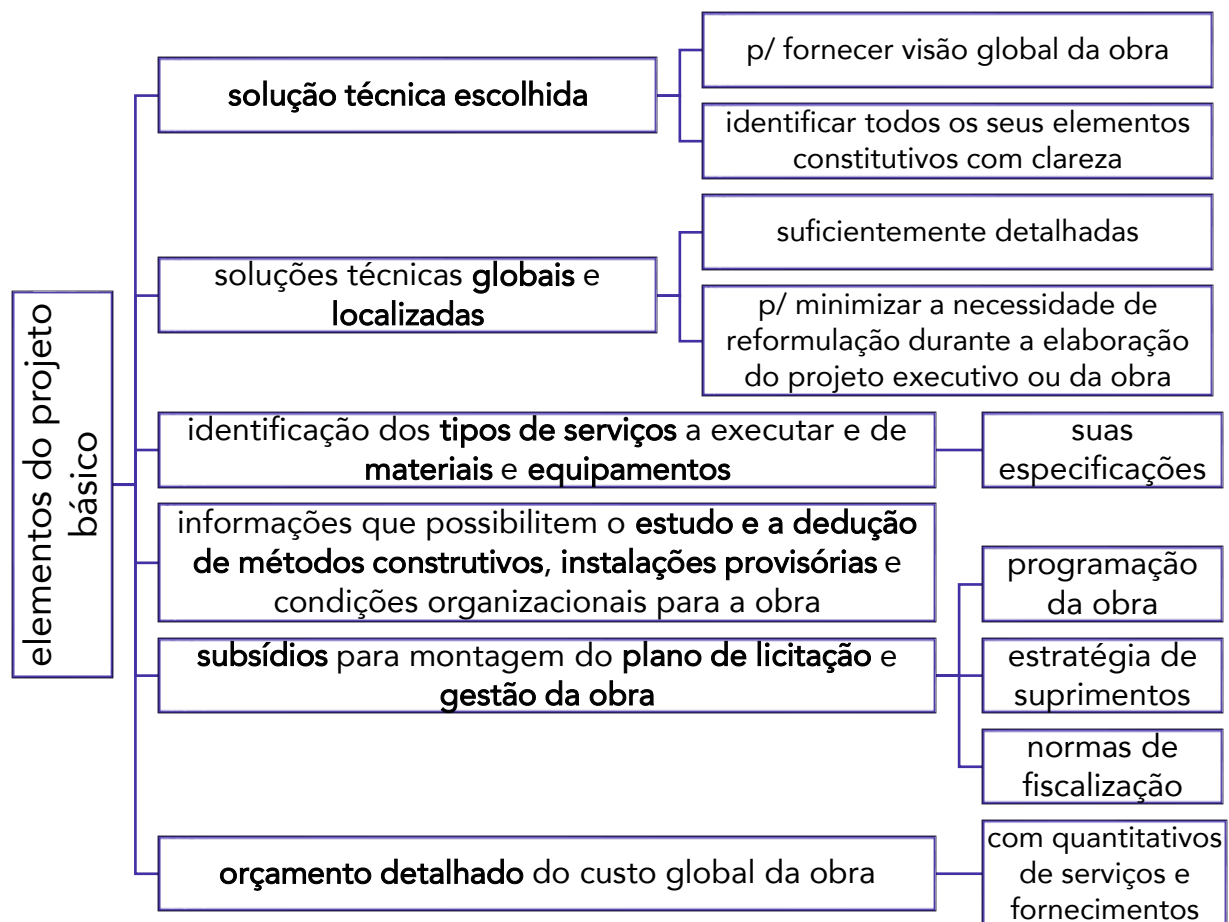 elementos do projeto
básico
solução técnica escolhida
p/ fornecer visão global da obra
identificar todos os seus elementos
constitutivos com clareza
soluções técnicas globais e
localizadas
suficientemente detalhadas
p/ minimizar a necessidade de
reformulação durante a elaboração
do projeto executivo ou da obra
identificação dos tipos de serviços a executar e de
materiais e equipamentos
suas
especificações
informações que possibilitem o estudo e a dedução
de métodos construtivos, instalações provisórias e
condições organizacionais para a obra
subsídios para montagem do plano de licitação e
gestão da obra
programação
da obra
estratégia de
suprimentos
normas de
fiscalização
orçamento detalhado do custo global da obra
com quantitativos
de serviços e
fornecimentos